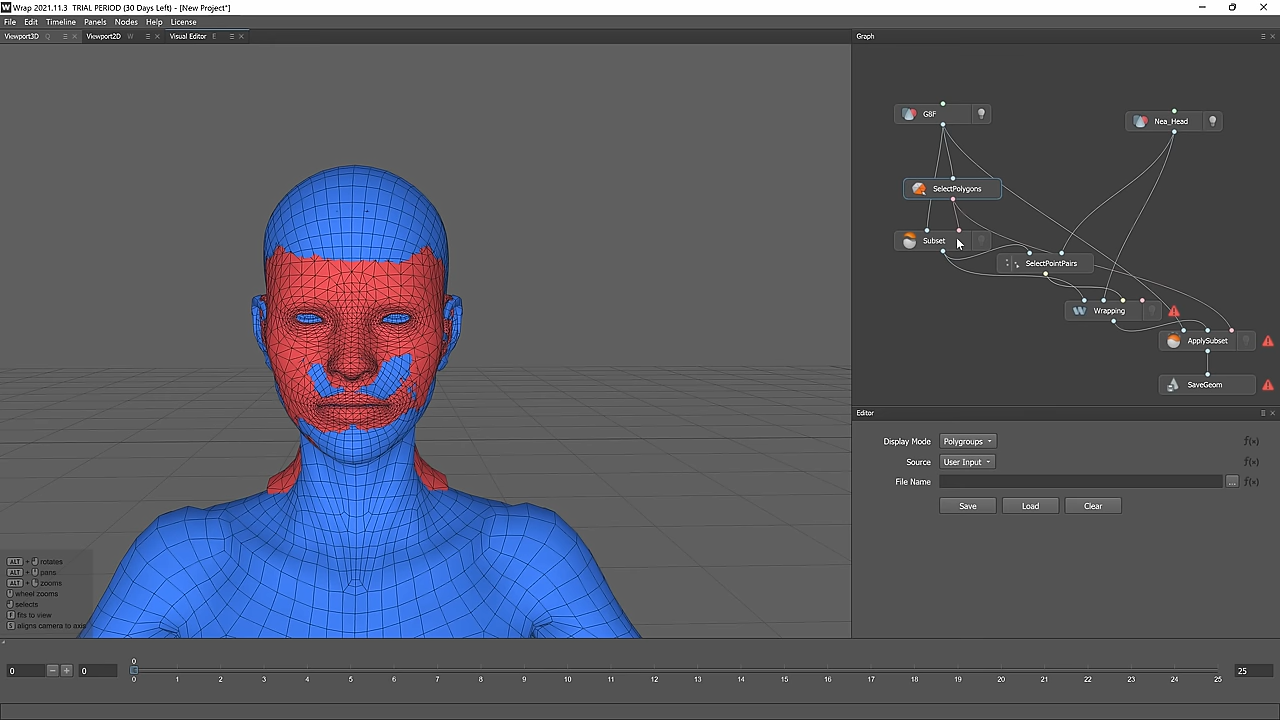 Wrap 2021.11.3 TRIAL PERIOD (30 Days Left) - [New Project*]
File Edit Timeline Panels Nodes Help License
Viewport3D Q Viewport2D W Visual Editor E
Graph
G8F
Nea_Head
SelectPolygons
Subset
SelectPointPairs
Wrapping
ApplySubset
SaveGeom
Editor
Display Mode Polygroups f(x)
Source User Input f(x)
File Name ... f(x)
Save Load Clear
ALT + rotates
ALT + pans
ALT + zooms
wheel zooms
selects
F fits to view
S aligns camera to axis
0
0 − + 0 25
0 1 2 3 4 5 6 7 8 9 10 11 12 13 14 15 16 17 18 19 20 21 22 23 24 25